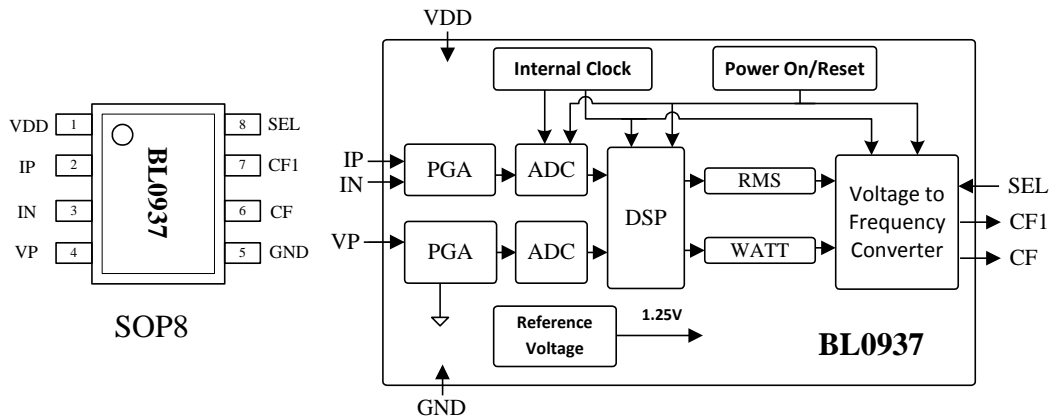 VDD
1
IP
2
IN
3
VP
4
BL0937
8
SEL
7
CF1
6
CF
5
GND
SOP8
VDD
Internal Clock
Power On/Reset
IP
IN
PGA
ADC
VP
PGA
ADC
DSP
RMS
WATT
Voltage to
Frequency
Converter
SEL
CF1
CF
Reference
Voltage
1.25V
BL0937
GND